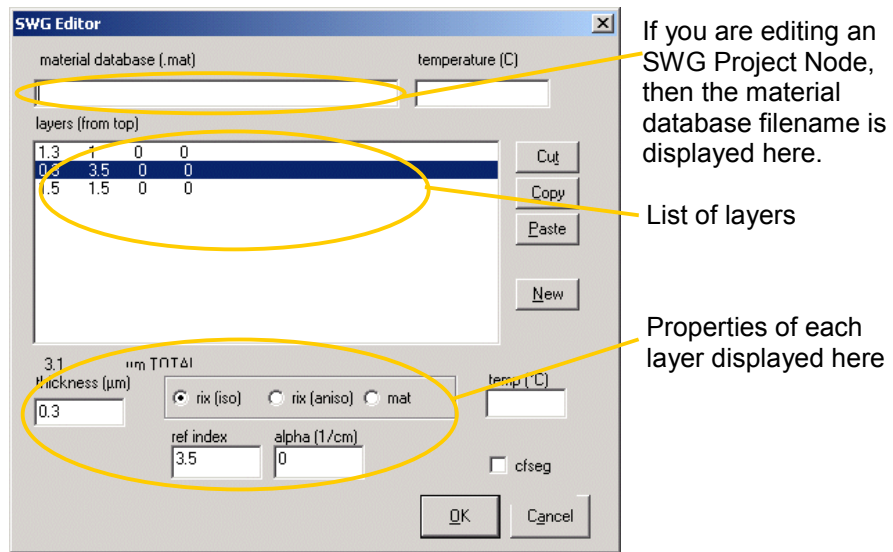 SWG Editor
material database (.mat)
temperature (C)
layers (from top)
1.3 1 0 0
0.3 3.5 0 0
1.5 1.5 0 0
Cut
Copy
Paste
New
3.1 um TOTAL
thickness (µm)
0.3
rix (iso) rix (aniso) mat
temp (°C)
ref index
3.5
alpha (1/cm)
0
cfseg
OK
Cancel
If you are editing an
SWG Project Node,
then the material
database filename is
displayed here.
List of layers
Properties of each
layer displayed here